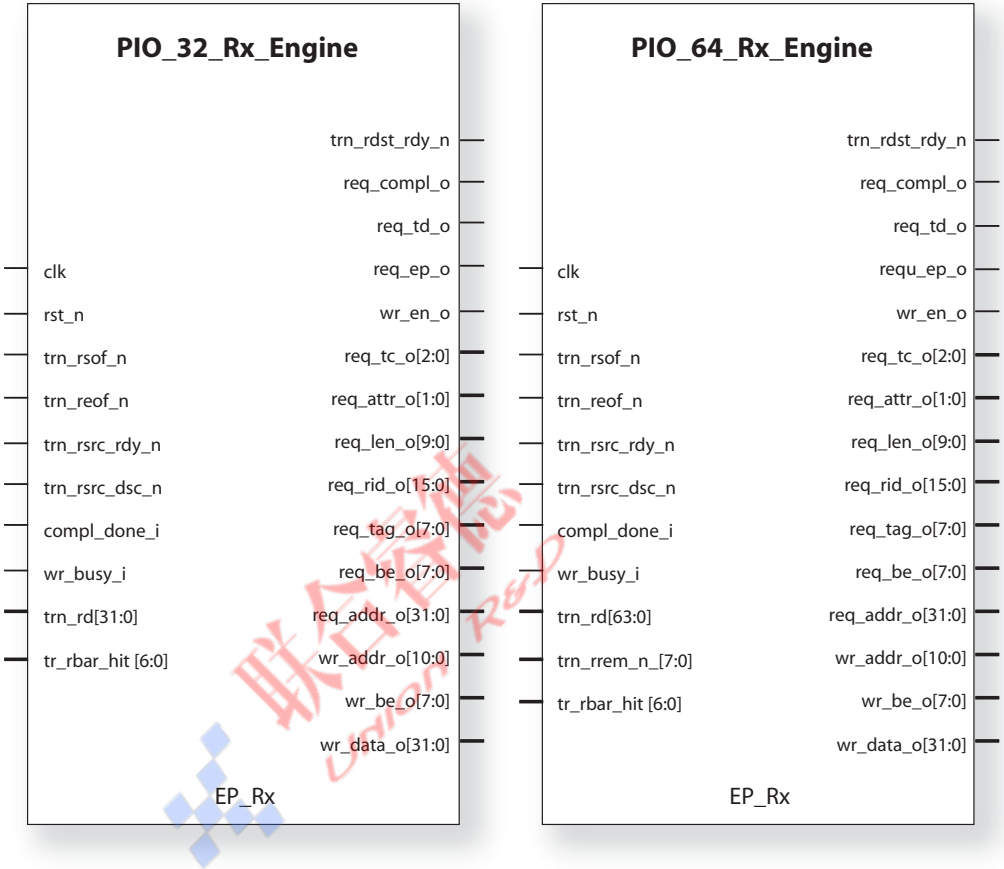 PIO_32_Rx_Engine
trn_rdst_rdy_n
req_compl_o
req_td_o
clk
req_ep_o
rst_n
wr_en_o
trn_rsof_n
req_tc_o[2:0]
trn_reof_n
req_attr_o[1:0]
trn_rsrc_rdy_n
req_len_o[9:0]
trn_rsrc_dsc_n
req_rid_o[15:0]
compl_done_i
req_tag_o[7:0]
wr_busy_i
req_be_o[7:0]
trn_rd[31:0]
req_addr_o[31:0]
tr_rbar_hit [6:0]
wr_addr_o[10:0]
wr_be_o[7:0]
wr_data_o[31:0]
EP_Rx
PIO_64_Rx_Engine
trn_rdst_rdy_n
req_compl_o
req_td_o
clk
requ_ep_o
rst_n
wr_en_o
trn_rsof_n
req_tc_o[2:0]
trn_reof_n
req_attr_o[1:0]
trn_rsrc_rdy_n
req_len_o[9:0]
trn_rsrc_dsc_n
req_rid_o[15:0]
compl_done_i
req_tag_o[7:0]
wr_busy_i
req_be_o[7:0]
trn_rd[63:0]
req_addr_o[31:0]
trn_rrem_n_[7:0]
wr_addr_o[10:0]
tr_rbar_hit [6:0]
wr_be_o[7:0]
wr_data_o[31:0]
EP_Rx
联合睿德
Union R&D